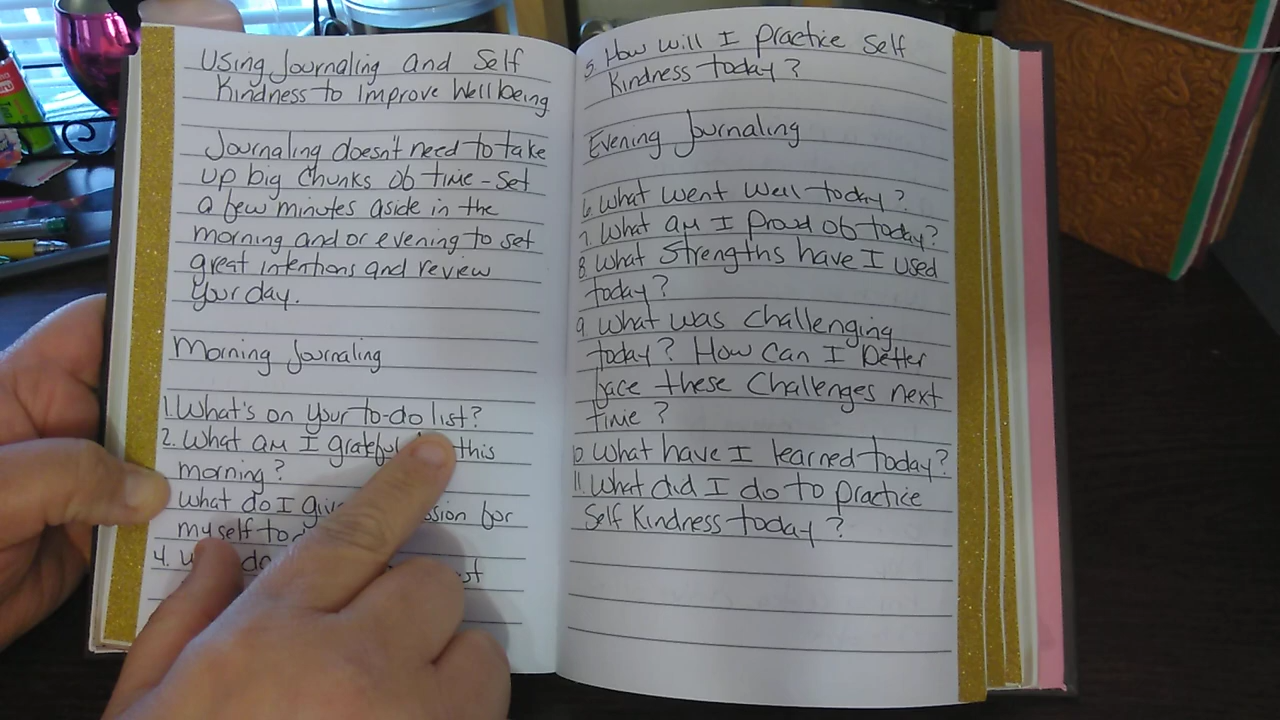 Using Journaling and Self
Kindness to Improve Wellbeing
Journaling doesn't need to take
up big chunks of time - Set
a few minutes aside in the
morning and or evening to set
great intentions and review
Your day.
Morning Journaling
1. What's on your to-do list?
2. What am I grateful this
morning?
What do I for
myself to
4.
5. How will I practice Self
Kindness today?
Evening Journaling
6. What went well today?
7. What am I proud of today?
8. What Strengths have I used
today?
9. What was challenging
today? How can I better
face these challenges next
time?
10. What have I learned today?
11. What did I do to practice
Self Kindness today?